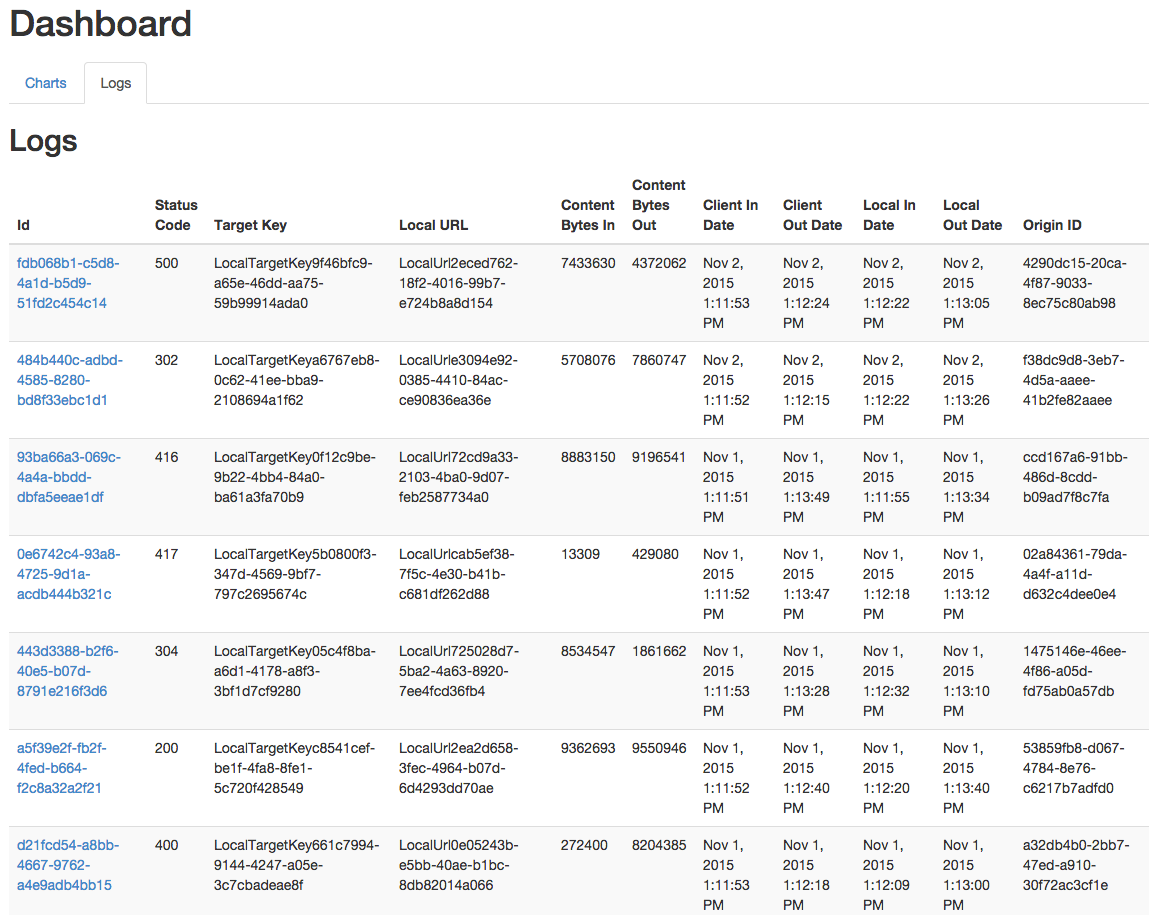 Dashboard
Charts Logs
Logs
Content
Status Content Bytes Client In Client Local In Local
Id Code Target Key Local URL Bytes In Out Date Out Date Date Out Date Origin ID
fdb068b1-c5d8- 500 LocalTargetKey9f46bfc9- LocalUrl2eced762- 7433630 4372062 Nov 2, Nov 2, Nov 2, Nov 2, 4290dc15-20ca-
4a1d-b5d9- a65e-46dd-aa75- 18f2-4016-99b7- 2015 2015 2015 2015 4f87-9033-
51fd2c454c14 59b99914ada0 e724b8a8d154 1:11:53 1:12:24 1:12:22 1:13:05 8ec75c80ab98
PM PM PM PM
484b440c-adbd- 302 LocalTargetKeya6767eb8- LocalUrle3094e92- 5708076 7860747 Nov 2, Nov 2, Nov 2, Nov 2, f38dc9d8-3eb7-
4585-8280- 0c62-41ee-bba9- 0385-4410-84ac- 2015 2015 2015 2015 4d5a-aaee-
bd8f33ebc1d1 2108694a1f62 ce90836ea36e 1:11:52 1:12:15 1:12:22 1:13:26 41b2fe82aaee
PM PM PM PM
93ba66a3-069c- 416 LocalTargetKey0f12c9be- LocalUrl72cd9a33- 8883150 9196541 Nov 1, Nov 1, Nov 1, Nov 1, ccd167a6-91bb-
4a4a-bbdd- 9b22-4bb4-84a0- 2103-4ba0-9d07- 2015 2015 2015 2015 486d-8cdd-
dbfa5eeae1df ba61a3fa70b9 feb2587734a0 1:11:51 1:13:49 1:11:55 1:13:34 b09ad7f8c7fa
PM PM PM PM
0e6742c4-93a8- 417 LocalTargetKey5b0800f3- LocalUrlcab5ef38- 13309 429080 Nov 1, Nov 1, Nov 1, Nov 1, 02a84361-79da-
4725-9d1a- 347d-4569-9bf7- 7f5c-4e30-b41b- 2015 2015 2015 2015 4a4f-a11d-
acdb444b321c 797c2695674c c681df262d88 1:11:52 1:13:47 1:12:18 1:13:12 d632c4dee0e4
PM PM PM PM
443d3388-b2f6- 304 LocalTargetKey05c4f8ba- LocalUrl725028d7- 8534547 1861662 Nov 1, Nov 1, Nov 1, Nov 1, 1475146e-46ee-
40e5-b07d- a6d1-4178-a8f3- 5ba2-4a63-8920- 2015 2015 2015 2015 4f86-a05d-
8791e216f3d6 3bf1d7cf9280 7ee4fcd36fb4 1:11:53 1:13:28 1:12:32 1:13:10 fd75ab0a57db
PM PM PM PM
a5f39e2f-fb2f- 200 LocalTargetKeyc8541cef- LocalUrl2ea2d658- 9362693 9550946 Nov 1, Nov 1, Nov 1, Nov 1, 53859fb8-d067-
4fed-b664- be1f-4fa8-8fe1- 3fec-4964-b07d- 2015 2015 2015 2015 4784-8e76-
f2c8a32a2f21 5c720f428549 6d4293dd70ae 1:11:52 1:12:40 1:12:20 1:13:40 c6217b7adfd0
PM PM PM PM
d21fcd54-a8bb- 400 LocalTargetKey661c7994- LocalUrl0e05243b- 272400 8204385 Nov 1, Nov 1, Nov 1, Nov 1, a32db4b0-2bb7-
4667-9762- 9144-4247-a05e- e5bb-40ae-b1bc- 2015 2015 2015 2015 47ed-a910-
a4e9adb4bb15 3c7cbadeae8f 8db82014a066 1:11:53 1:12:18 1:12:09 1:13:00 30f72ac3cf1e
PM PM PM PM